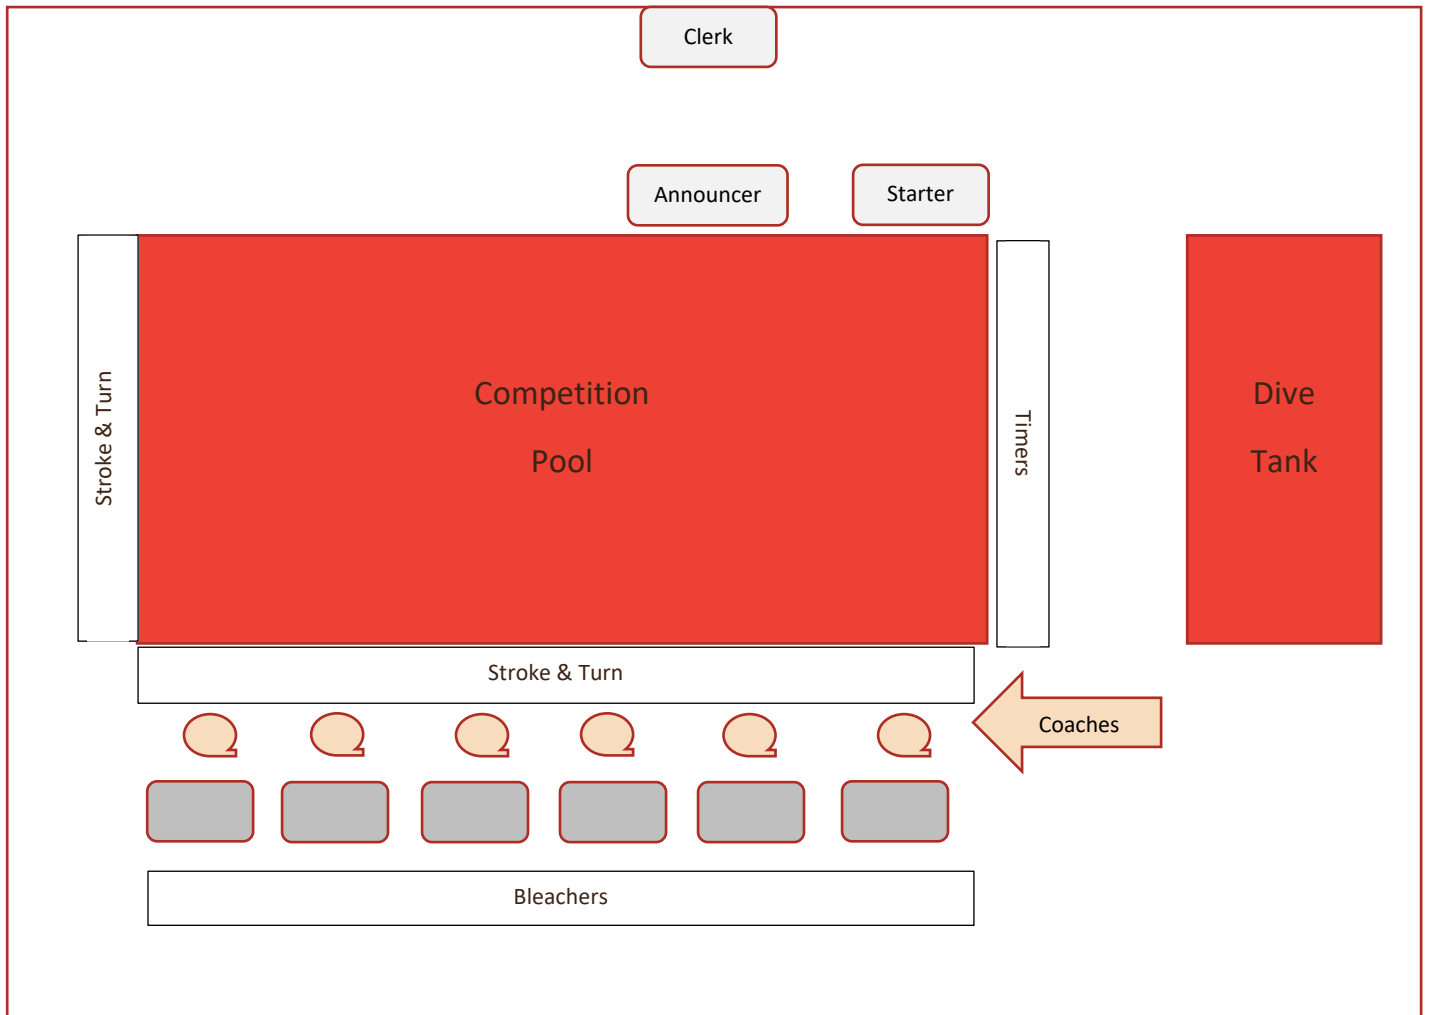 Clerk
Announcer
Starter
Stroke & Turn
Competition
Pool
Timers
Dive
Tank
Stroke & Turn
Coaches
Bleachers